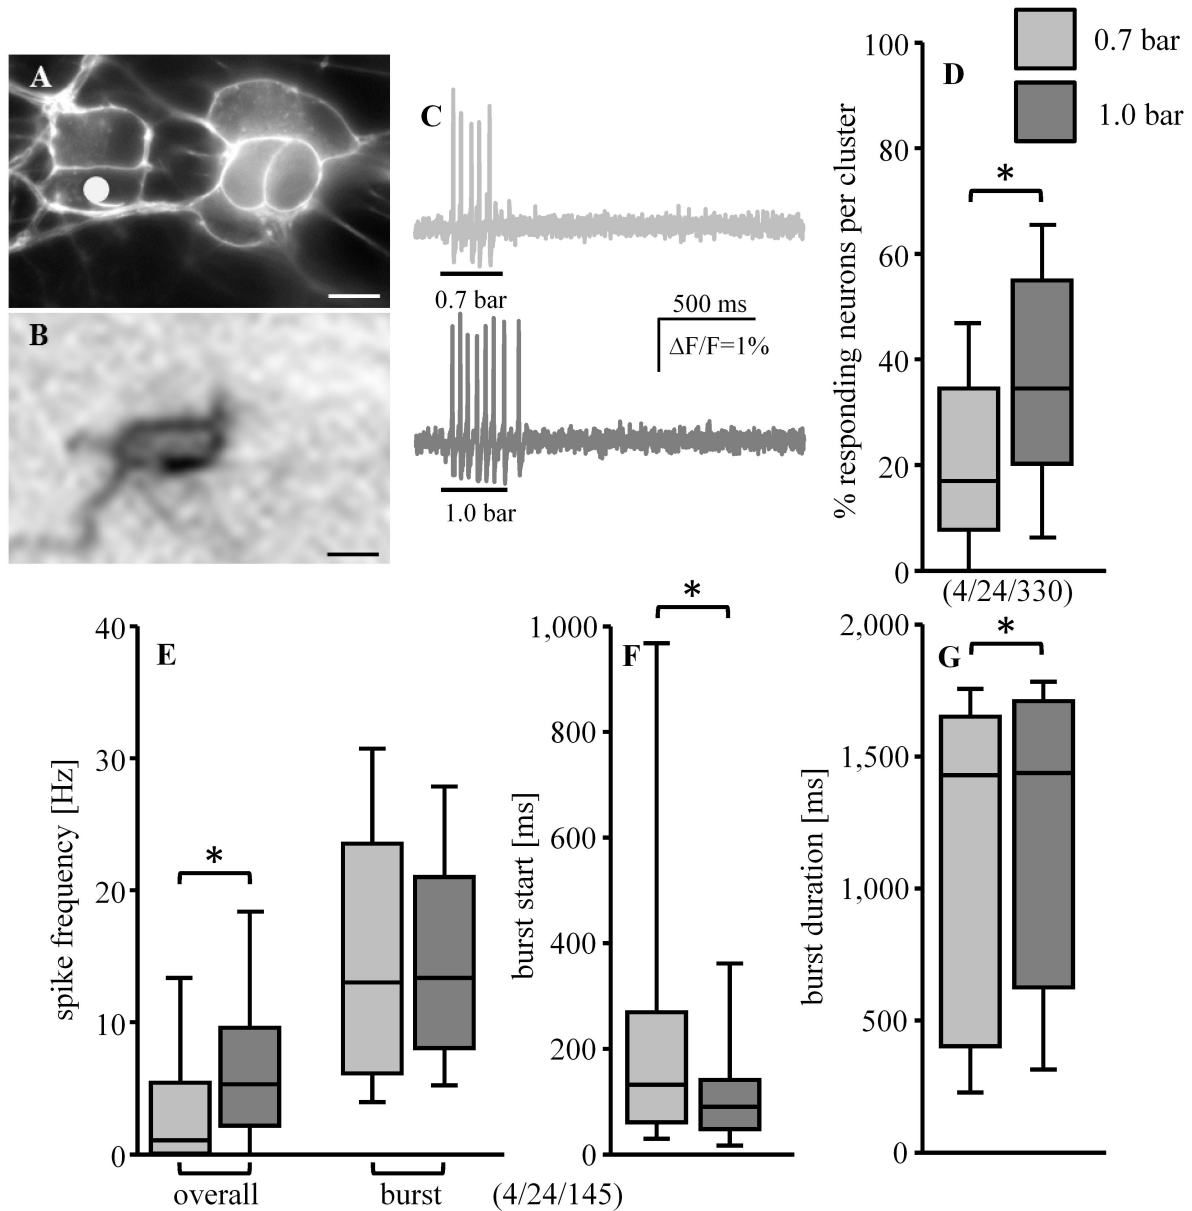 A
B
C
0.7 bar
500 ms
ΔF/F=1%
1.0 bar
D
0.7 bar
1.0 bar
% responding neurons per cluster
100
80
60
40
20
0
*
(4/24/330)
E
spike frequency [Hz]
40
30
20
10
0
*
overall
burst
(4/24/145)
F
burst start [ms]
1,000
800
600
400
200
0
*
G
burst duration [ms]
2,000
1,500
1,000
500
0
*